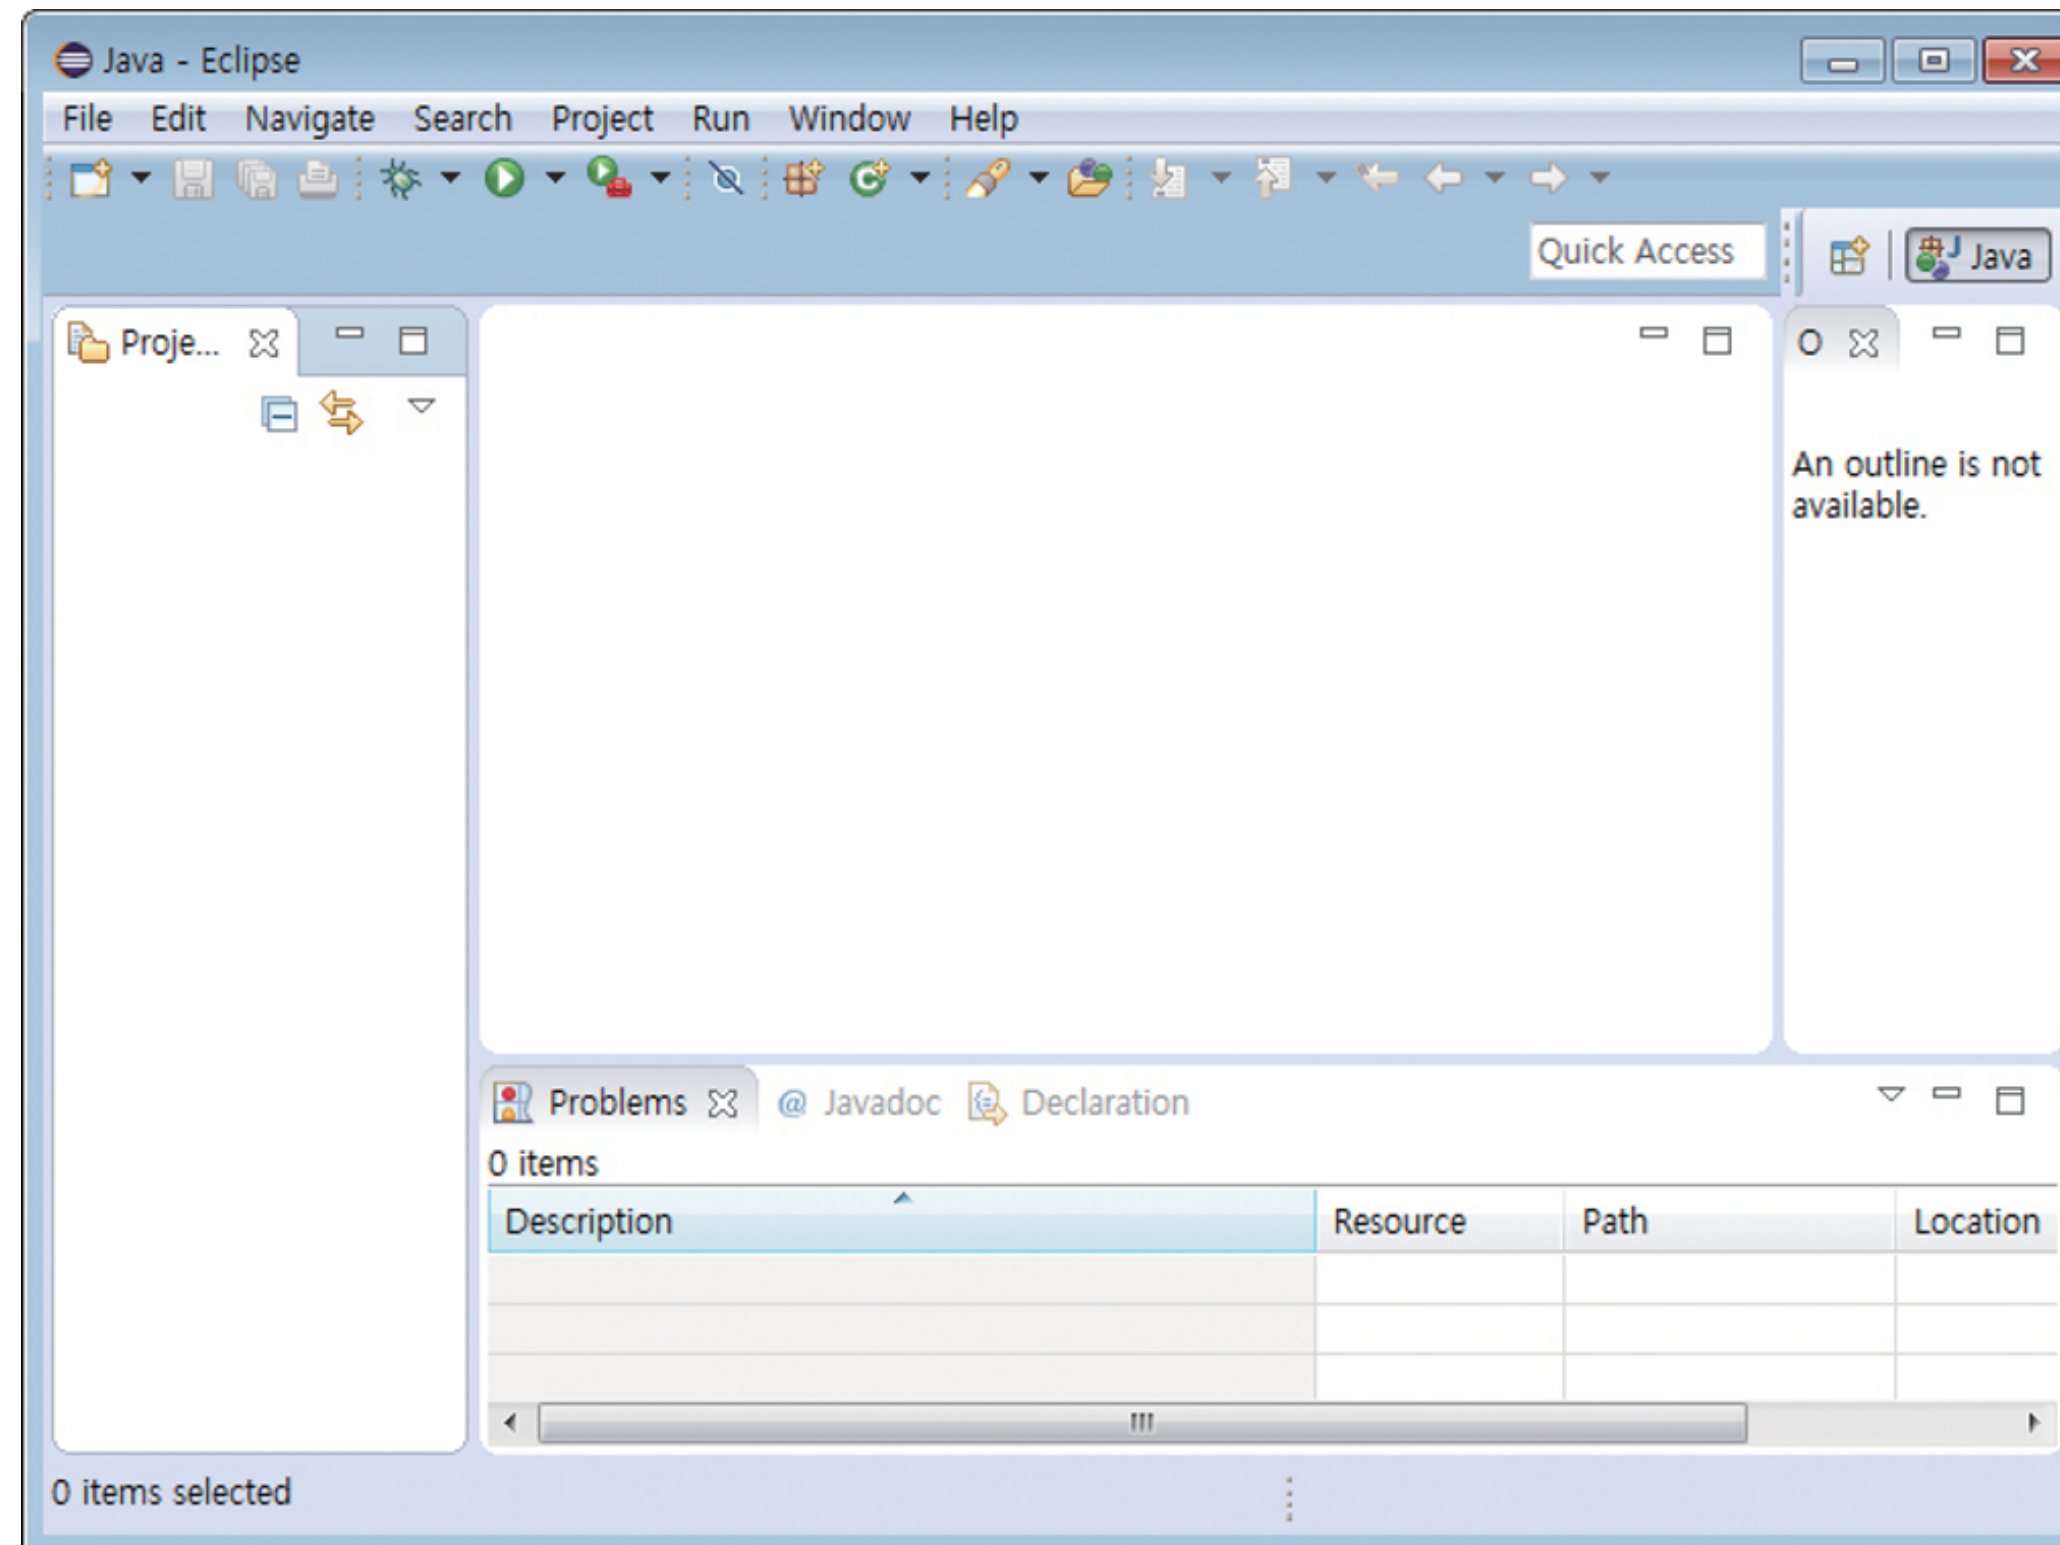 Java - Eclipse
File Edit Navigate Search Project Run Window Help
Quick Access
Java
Proje...
O
An outline is not
available.
Problems @ Javadoc Declaration
0 items
Description Resource Path Location
0 items selected